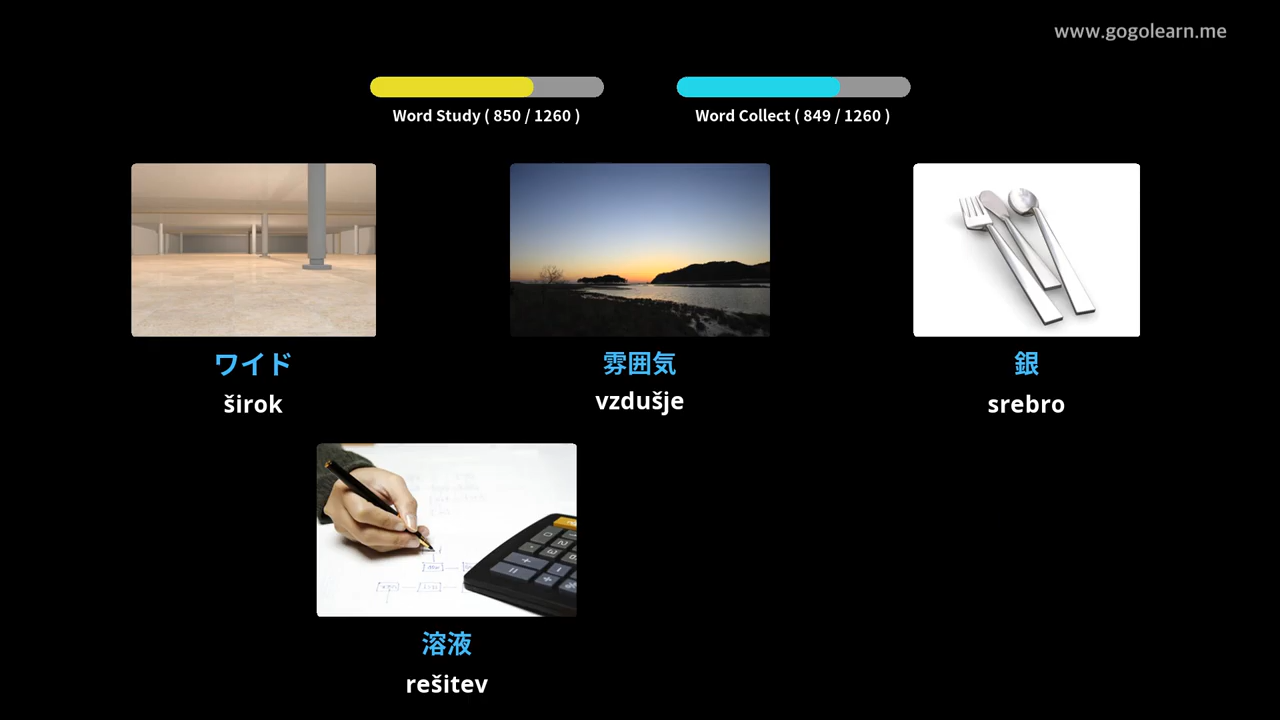 www.gogolearn.me
Word Study ( 850 / 1260 )
Word Collect ( 849 / 1260 )
ワイド
širok
雰囲気
vzdušje
銀
srebro
溶液
rešitev